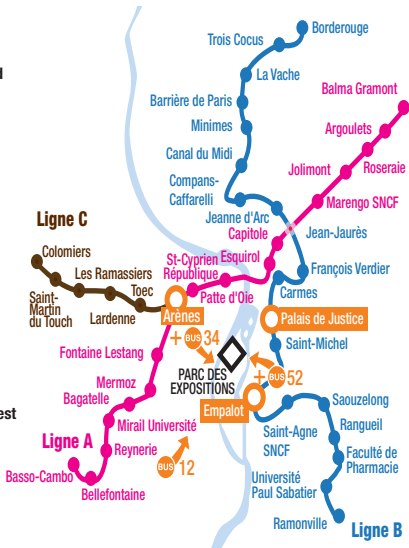 d
est
Borderouge
Trois Cocus
La Vache
Balma Gramont
Barrière de Paris
Argoulets
Minimes
Roseraie
Canal du Midi
Jolimont
Compans-
Caffarelli
Marengo SNCF
Jeanne d'Arc
Ligne C
Capitole
Jean-Jaurès
Colomiers
St-Cyprien
République
Esquirol
François Verdier
Les Ramassiers
Toec
Patte d'Oie
Carmes
Saint-
Martin
du Touch
Lardenne
Arènes
Palais de Justice
+ BUS 34
Saint-Michel
Fontaine Lestang
PARC DES
EXPOSITIONS
+ BUS 52
Mermoz
Bagatelle
Empalot
Saouzelong
Mirail Université
Rangueil
Ligne A
Reynerie
Saint-Agne
SNCF
Faculté de
Pharmacie
Basso-Cambo
BUS 12
Université
Paul Sabatier
Bellefontaine
Ramonville
Ligne B